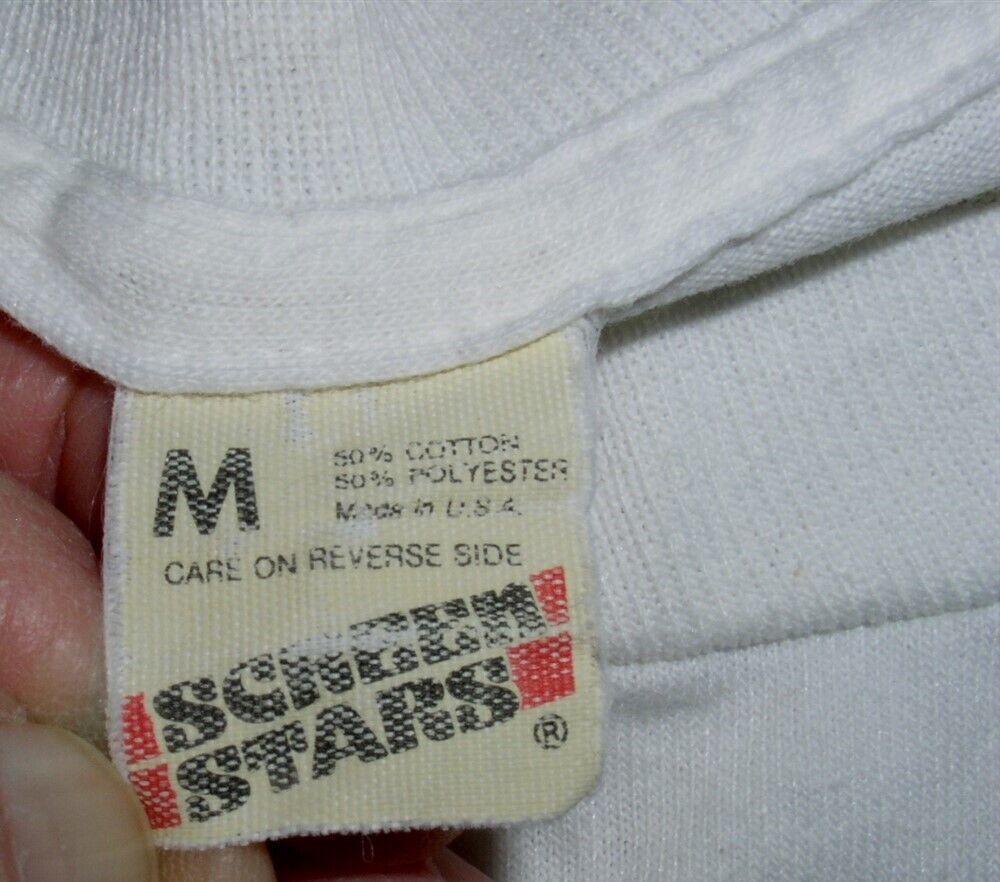 M
50% COTTON
50% POLYESTER
Made in U.S.A.
CARE ON REVERSE SIDE
SCREEN
STARS
®